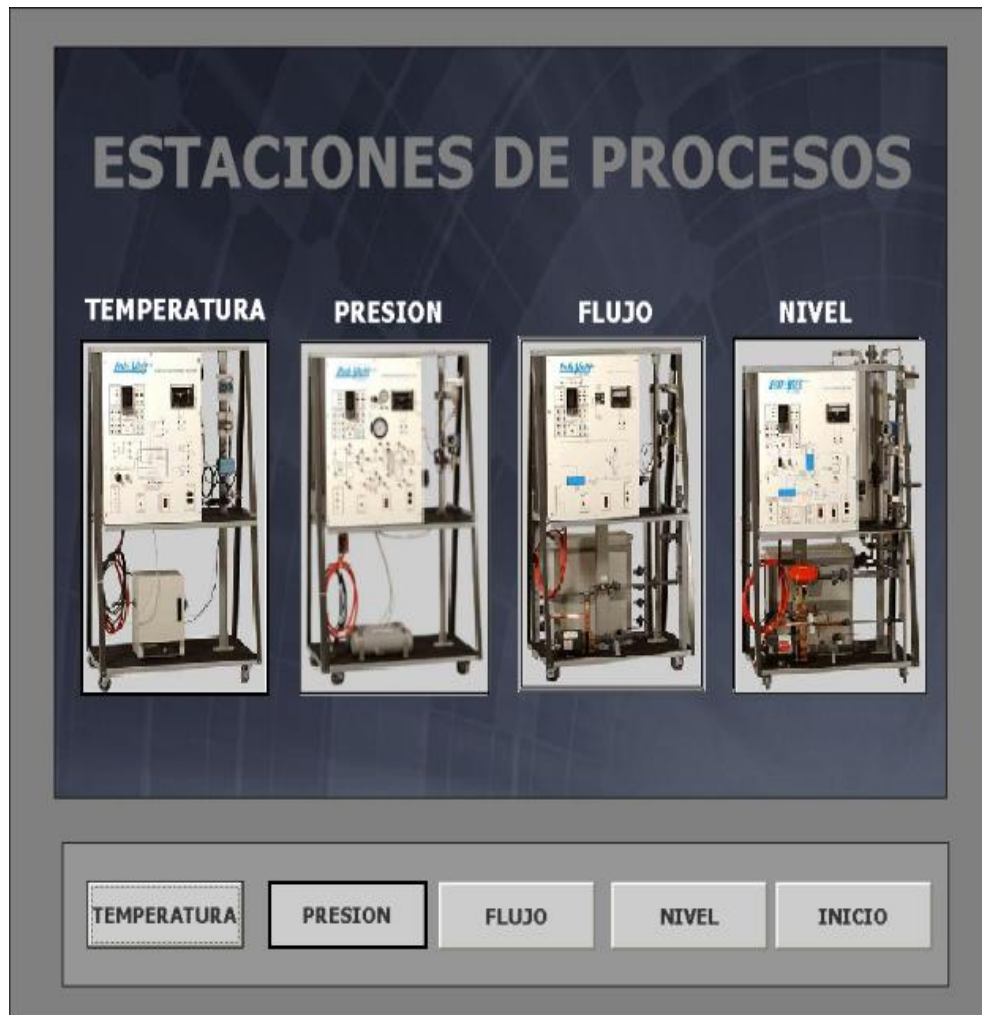 ESTACIONES DE PROCESOS
TEMPERATURA
PRESION
FLUJO
NIVEL
TEMPERATURA
PRESION
FLUJO
NIVEL
INICIO